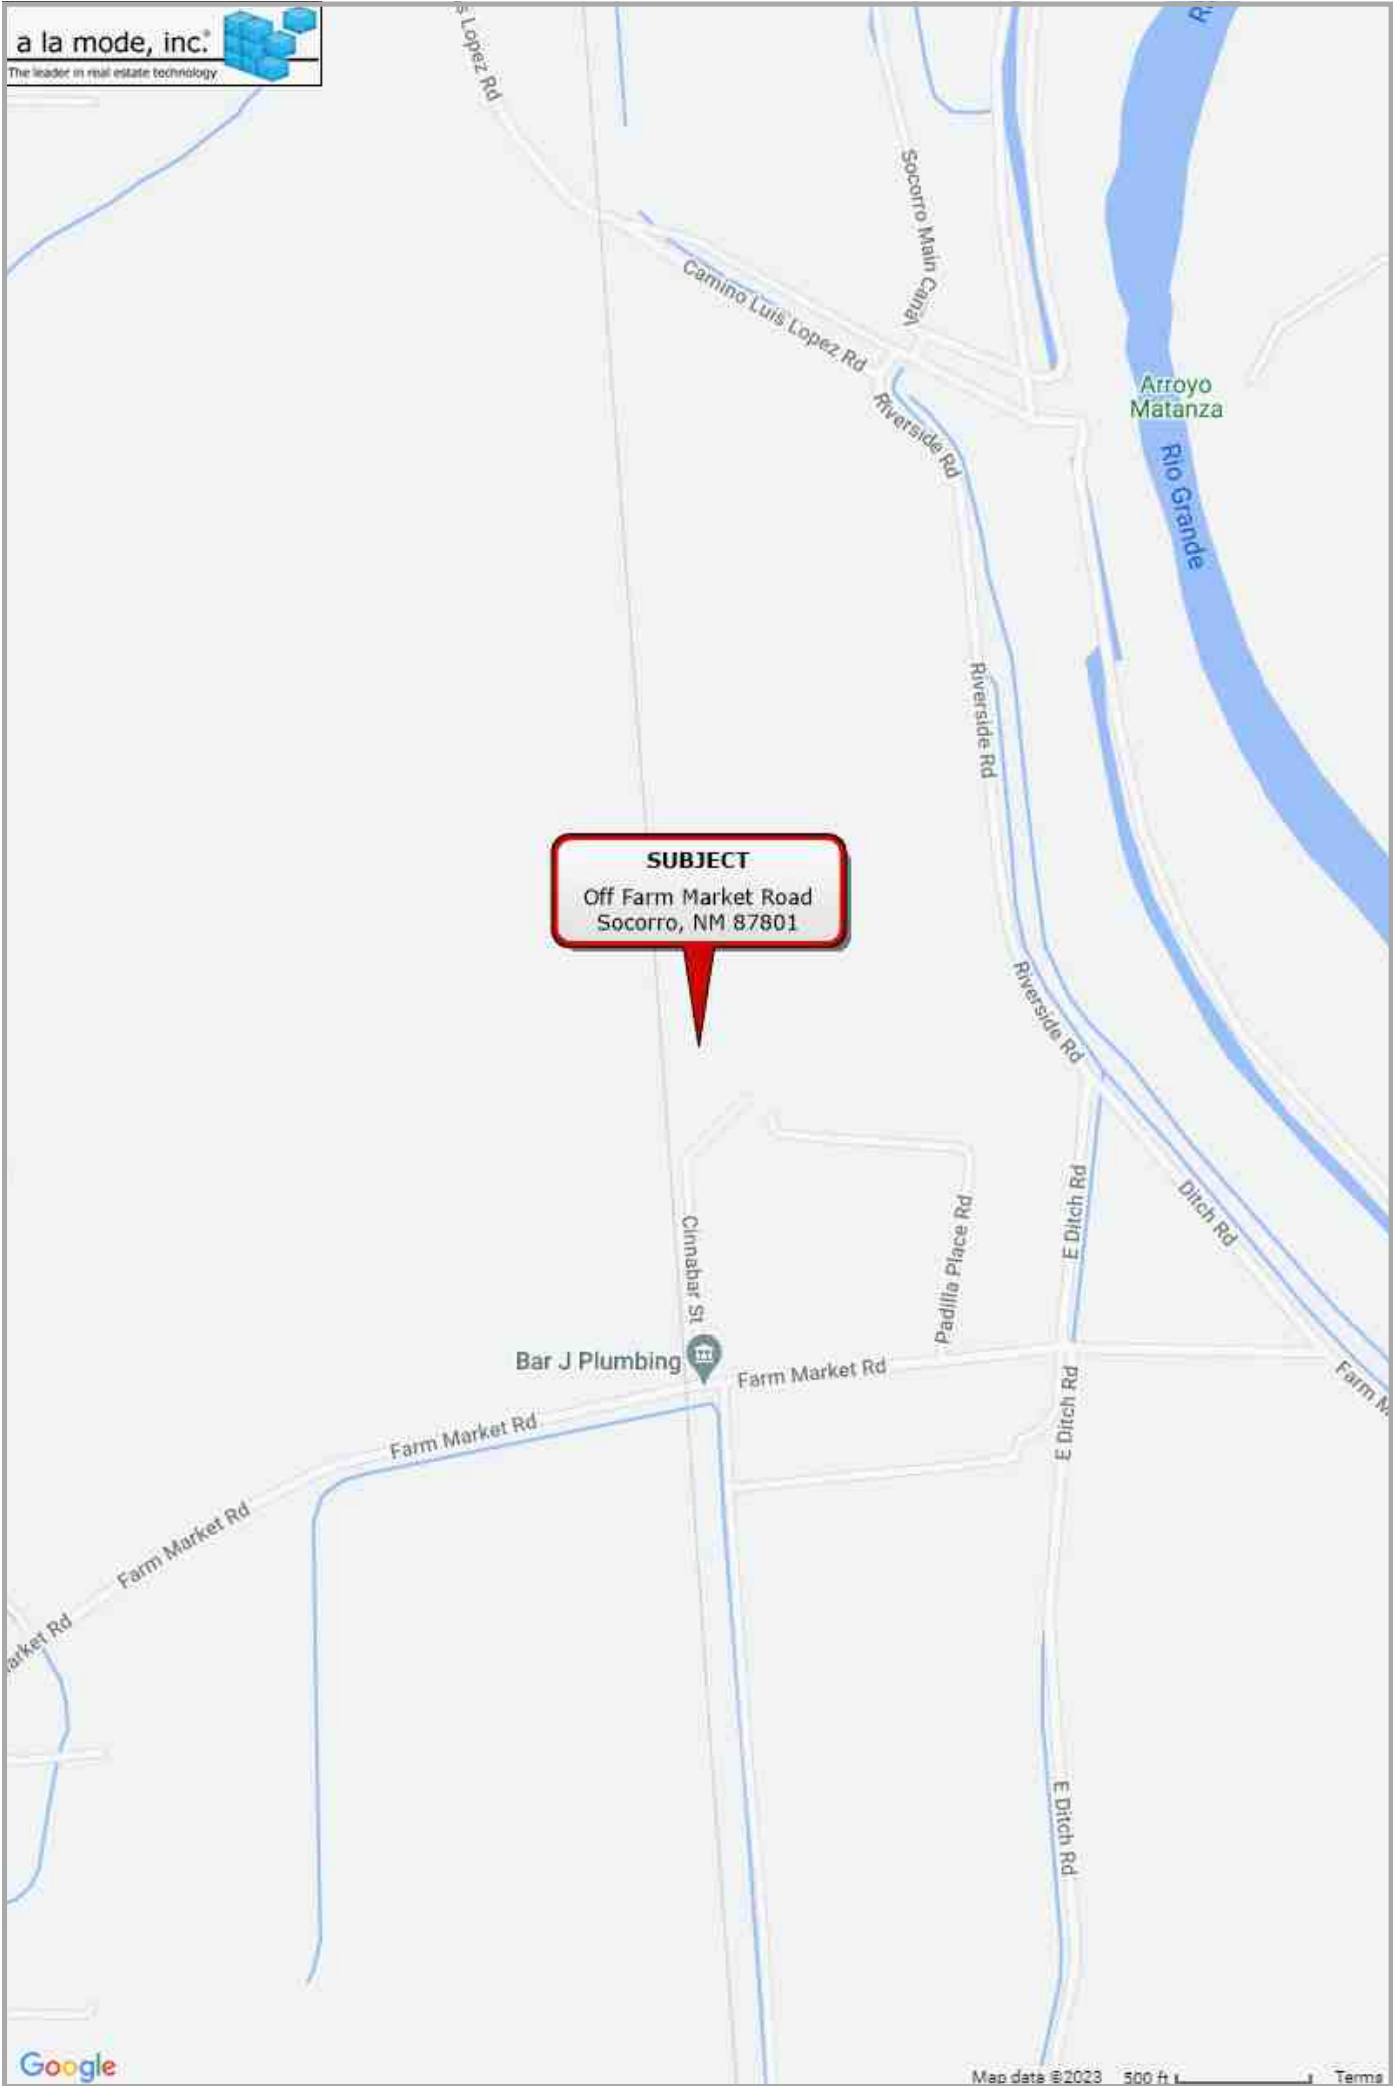 a la mode, inc.®
The leader in real estate technology
s Lopez Rd
R
Socorro Main Canal
Camino Luis Lopez Rd
Riverside Rd
Arroyo
Matanza
Rio Grande
Riverside Rd
SUBJECT
Off Farm Market Road
Socorro, NM 87801
Riverside Rd
E Ditch Rd
Ditch Rd
Padilla Place Rd
Cinnabar St
Bar J Plumbing
Farm Market Rd
E Ditch Rd
Farm M
Farm Market Rd
Farm Market Rd
arket Rd
E Ditch Rd
Google
Map data ©2023 500 ft Terms